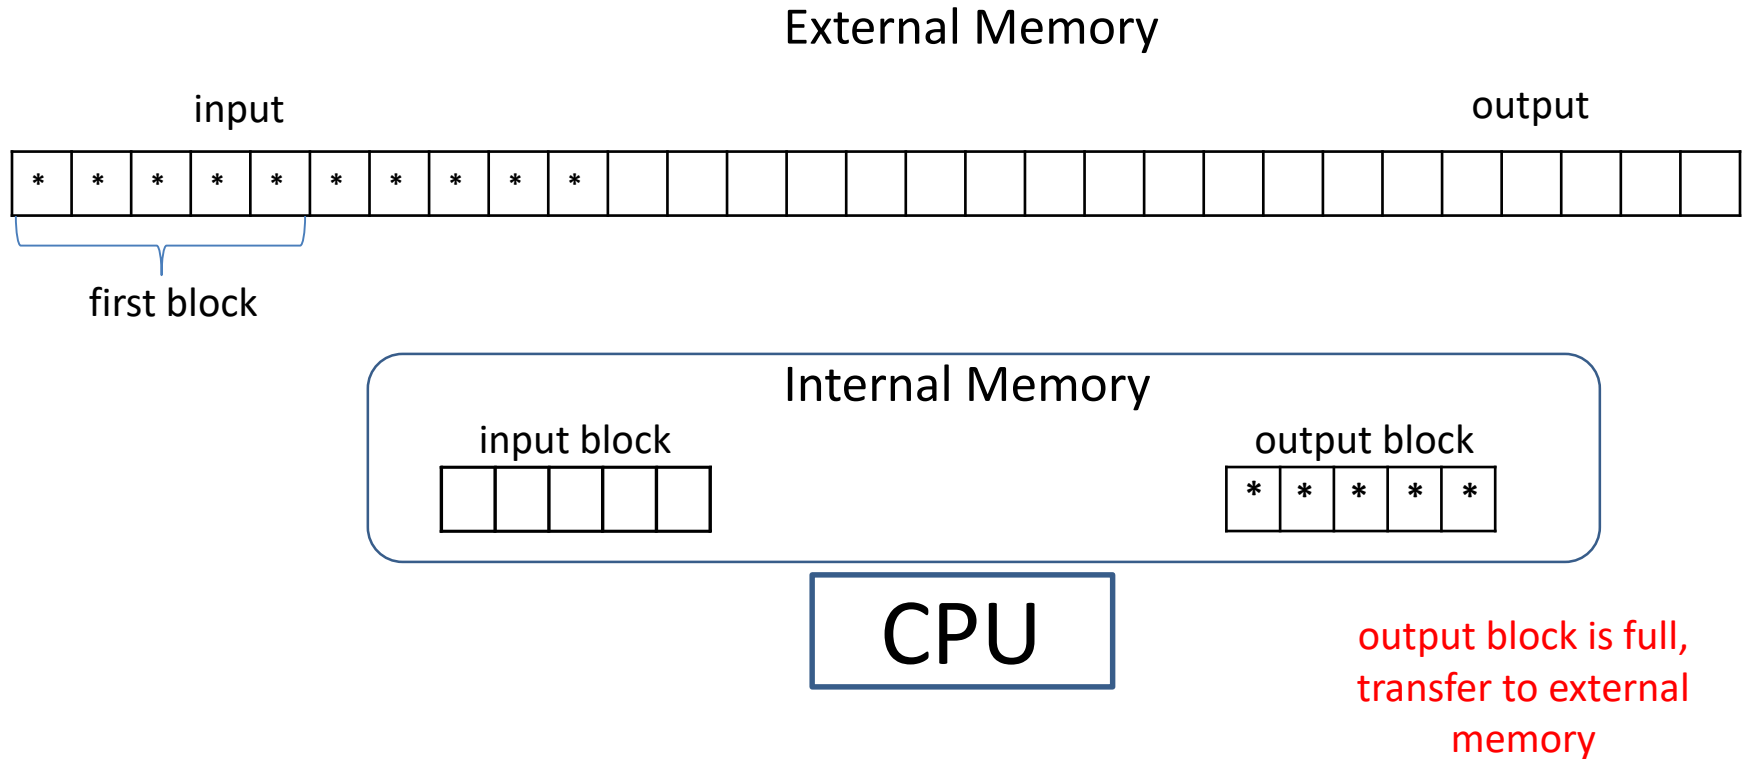 External Memory
input
output
* * * * * * * * * *
first block
Internal Memory
input block
output block
* * * * *
CPU
output block is full,
transfer to external
memory